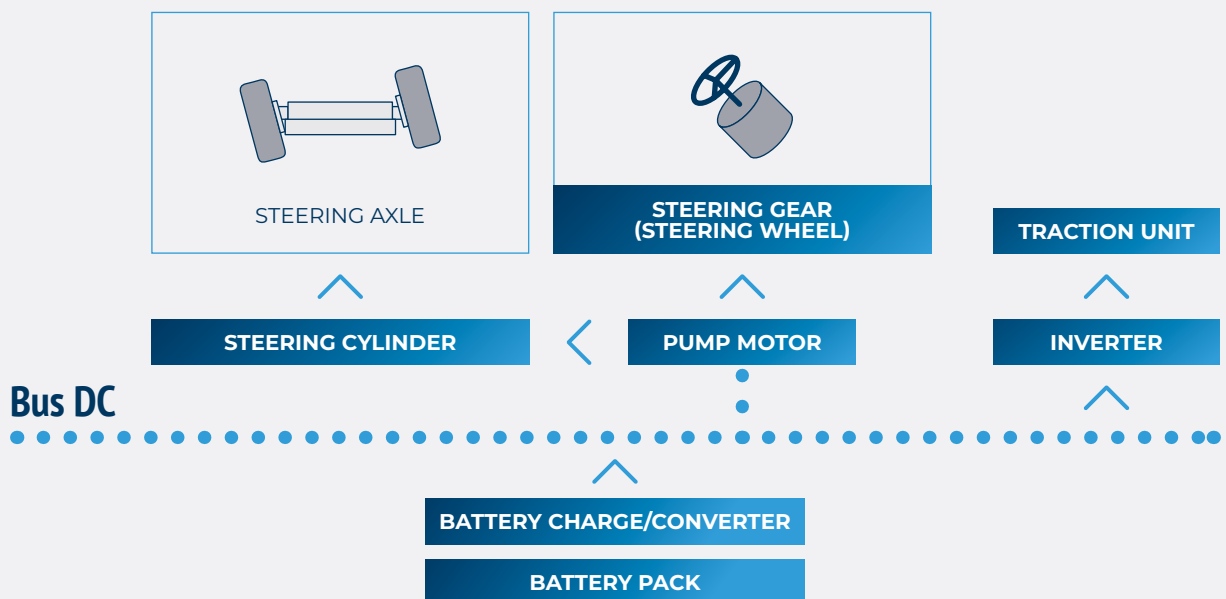 STEERING AXLE
STEERING GEAR
(STEERING WHEEL)
TRACTION UNIT
STEERING CYLINDER
PUMP MOTOR
INVERTER
Bus DC
BATTERY CHARGE/CONVERTER
BATTERY PACK